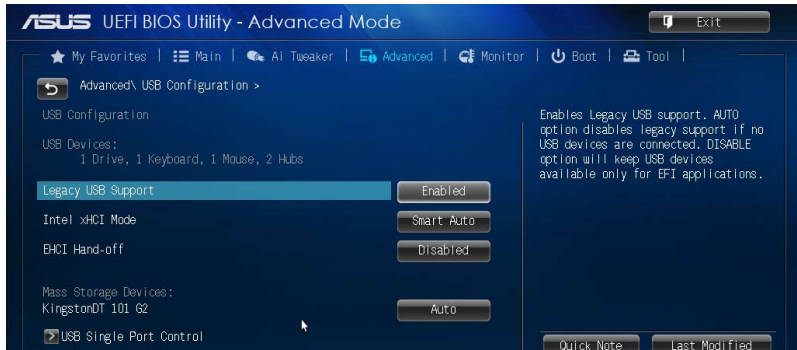 ASUS UEFI BIOS Utility - Advanced Mode
Exit
My Favorites | Main | Ai Tweaker | Advanced | Monitor | Boot | Tool |
Advanced\ USB Configuration >
USB Configuration
USB Devices:
1 Drive, 1 Keyboard, 1 Mouse, 2 Hubs
Legacy USB Support Enabled
Intel xHCI Mode Smart Auto
EHCI Hand-off Disabled
Mass Storage Devices:
KingstonDT 101 G2 Auto
USB Single Port Control
Enables Legacy USB support. AUTO
option disables legacy support if no
USB devices are connected. DISABLE
option will keep USB devices
available only for EFI applications.
Quick Note Last Modified